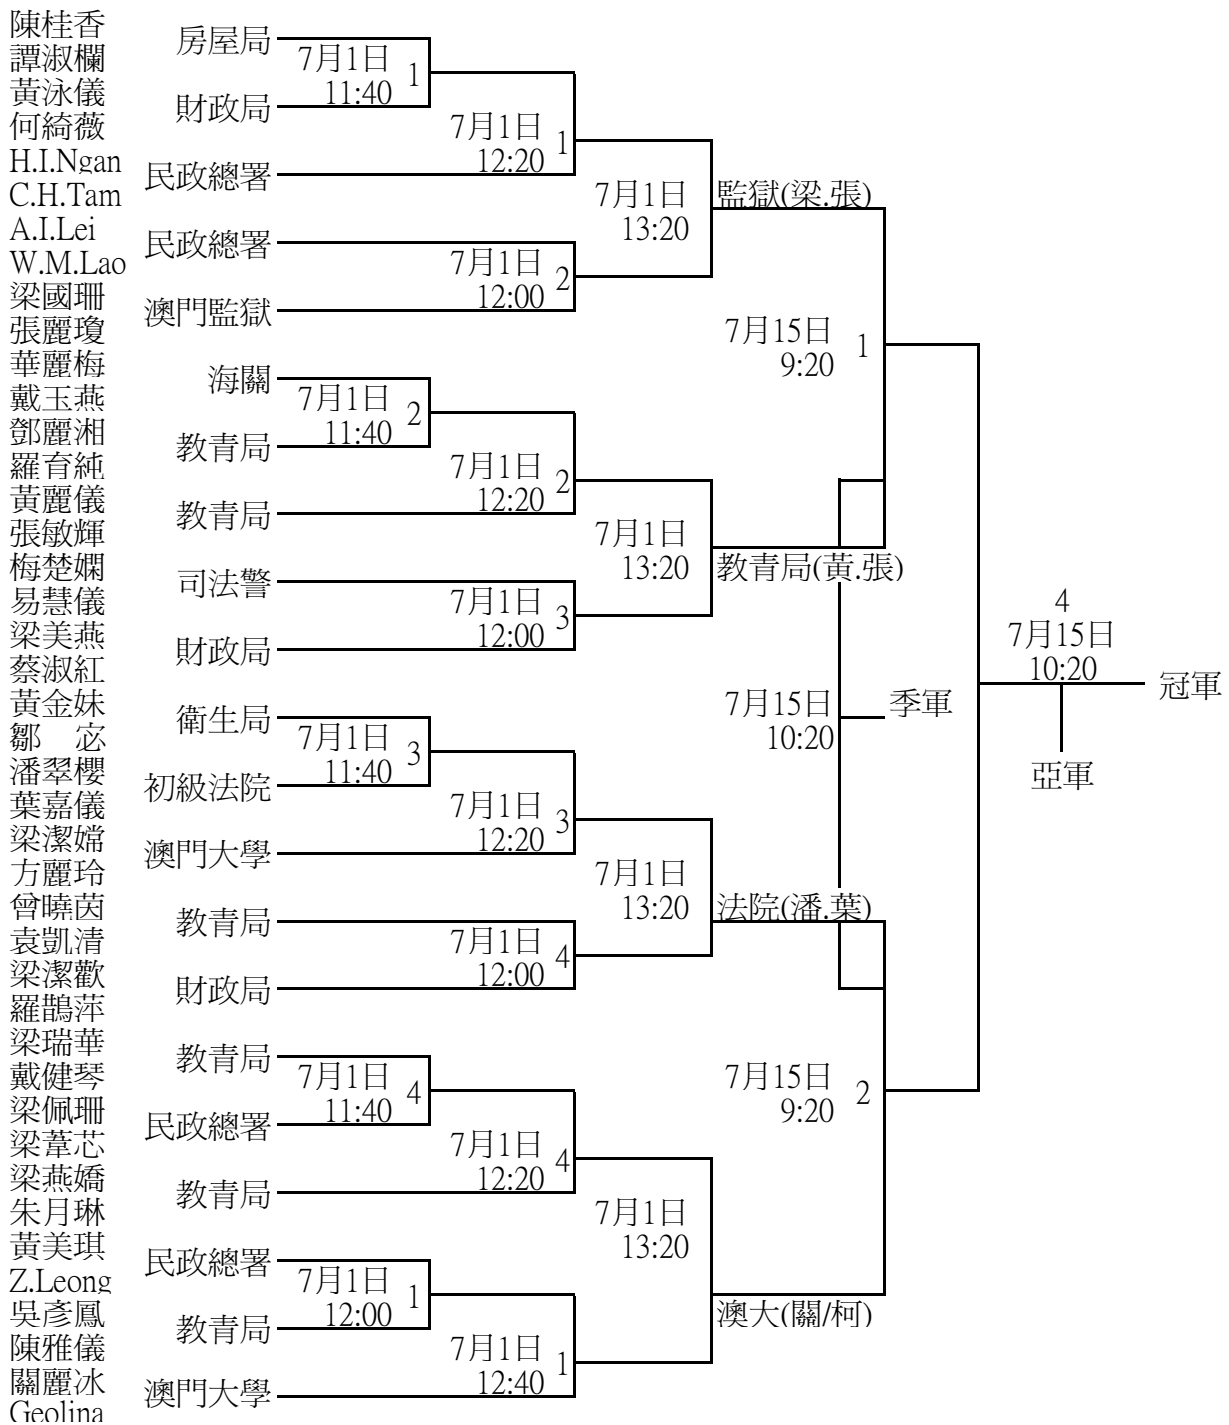 陳桂香
譚淑欄
黃泳儀
何綺薇
H.I.Ngan
C.H.Tam
A.I.Lei
W.M.Lao
梁國珊
張麗瓊
華麗梅
戴玉燕
鄧麗湘
羅育純
黃麗儀
張敏輝
梅楚嫻
易慧儀
梁美燕
蔡淑紅
黃金妹
鄒　宓
潘翠櫻
葉嘉儀
梁潔嫦
方麗玲
曾曉茵
袁凱清
梁潔歡
羅鵲萍
梁瑞華
戴健琴
梁佩珊
梁葦芯
梁燕嬌
朱月琳
黃美琪
Z.Leong
吳彥鳳
陳雅儀
關麗冰
Geolina
房屋局
財政局
民政總署
民政總署
澳門監獄
海關
教青局
教青局
司法警
財政局
衛生局
初級法院
澳門大學
教青局
財政局
教青局
民政總署
教青局
民政總署
教青局
澳門大學
7月1日
11:40
1
7月1日
11:40
2
7月1日
11:40
3
7月1日
11:40
4
7月1日
12:00
1
7月1日
12:20
1
7月1日
12:00
2
7月1日
12:20
2
7月1日
12:00
3
7月1日
12:20
3
7月1日
12:00
4
7月1日
12:20
4
7月1日
12:40
1
7月1日
13:20
7月1日
13:20
7月1日
13:20
7月1日
13:20
監獄(梁.張)
7月15日
9:20
1
教青局(黃.張)
7月15日
10:20
季軍
法院(潘.葉)
7月15日
9:20
2
澳大(關/柯)
4
7月15日
10:20
冠軍
亞軍